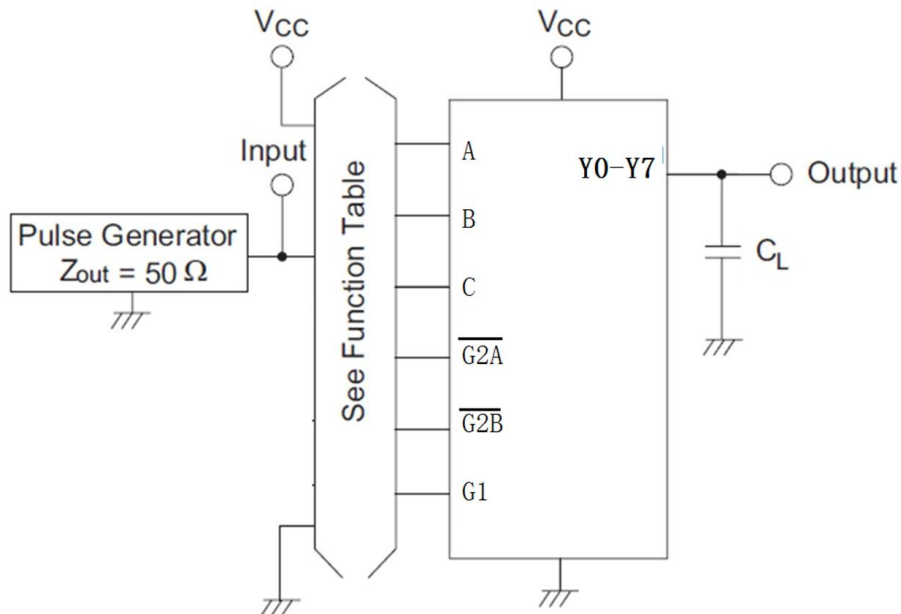 VCC
VCC
Input
Pulse Generator
Zout = 50 Ω
See Function Table
A
B
C
G2A
G2B
G1
Y0-Y7
Output
CL